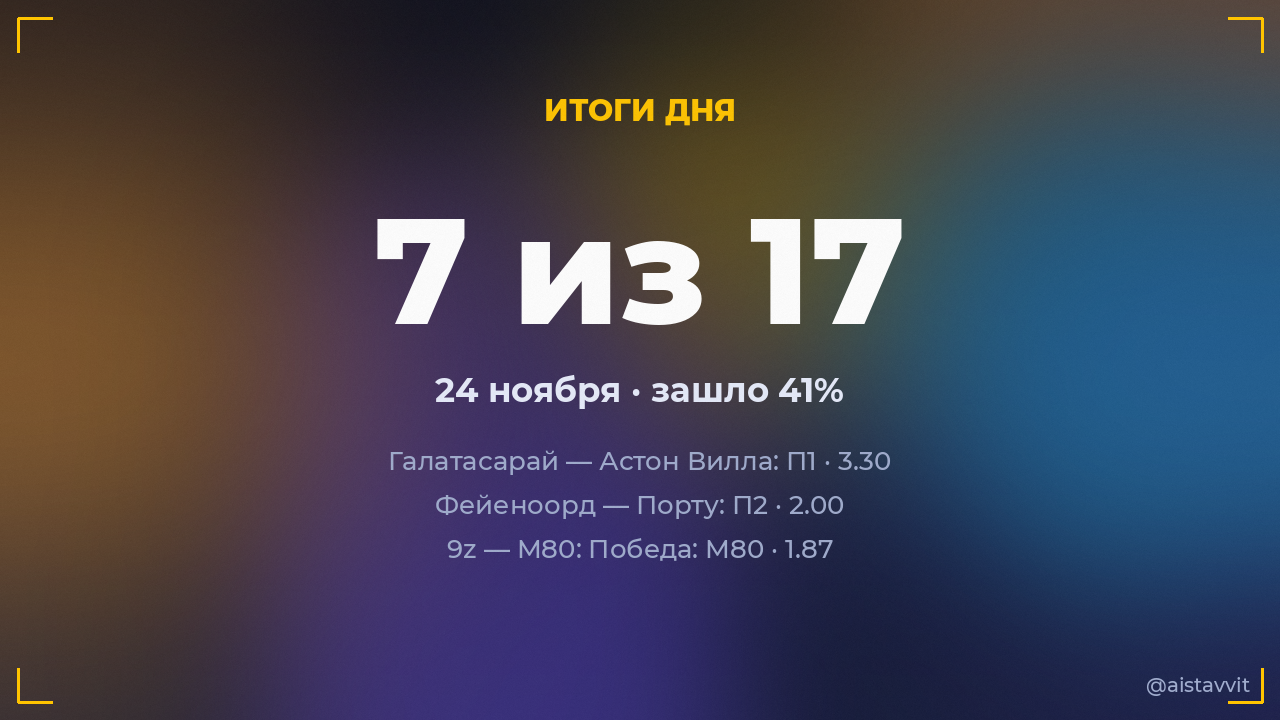 ИТОГИ ДНЯ
7 из 17
24 ноября · зашло 41%
Галатасарай — Астон Вилла: П1 · 3.30
Фейеноорд — Порту: П2 · 2.00
9z — M80: Победа: M80 · 1.87
@aistavvit